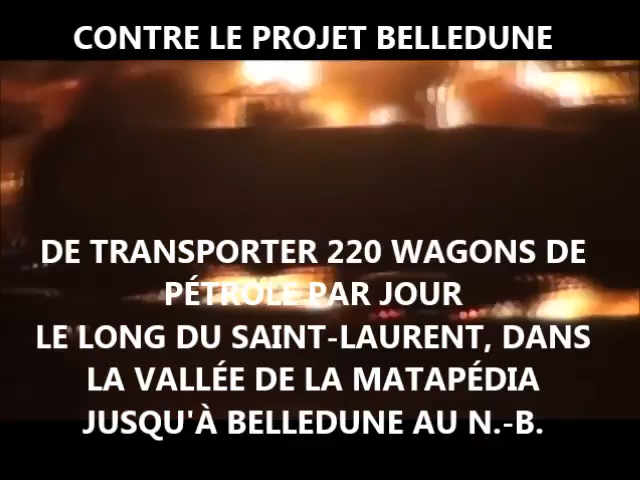 CONTRE LE PROJET BELLEDUNE
DE TRANSPORTER 220 WAGONS DE
PÉTROLE PAR JOUR
LE LONG DU SAINT-LAURENT, DANS
LA VALLÉE DE LA MATAPÉDIA
JUSQU'À BELLEDUNE AU N.-B.